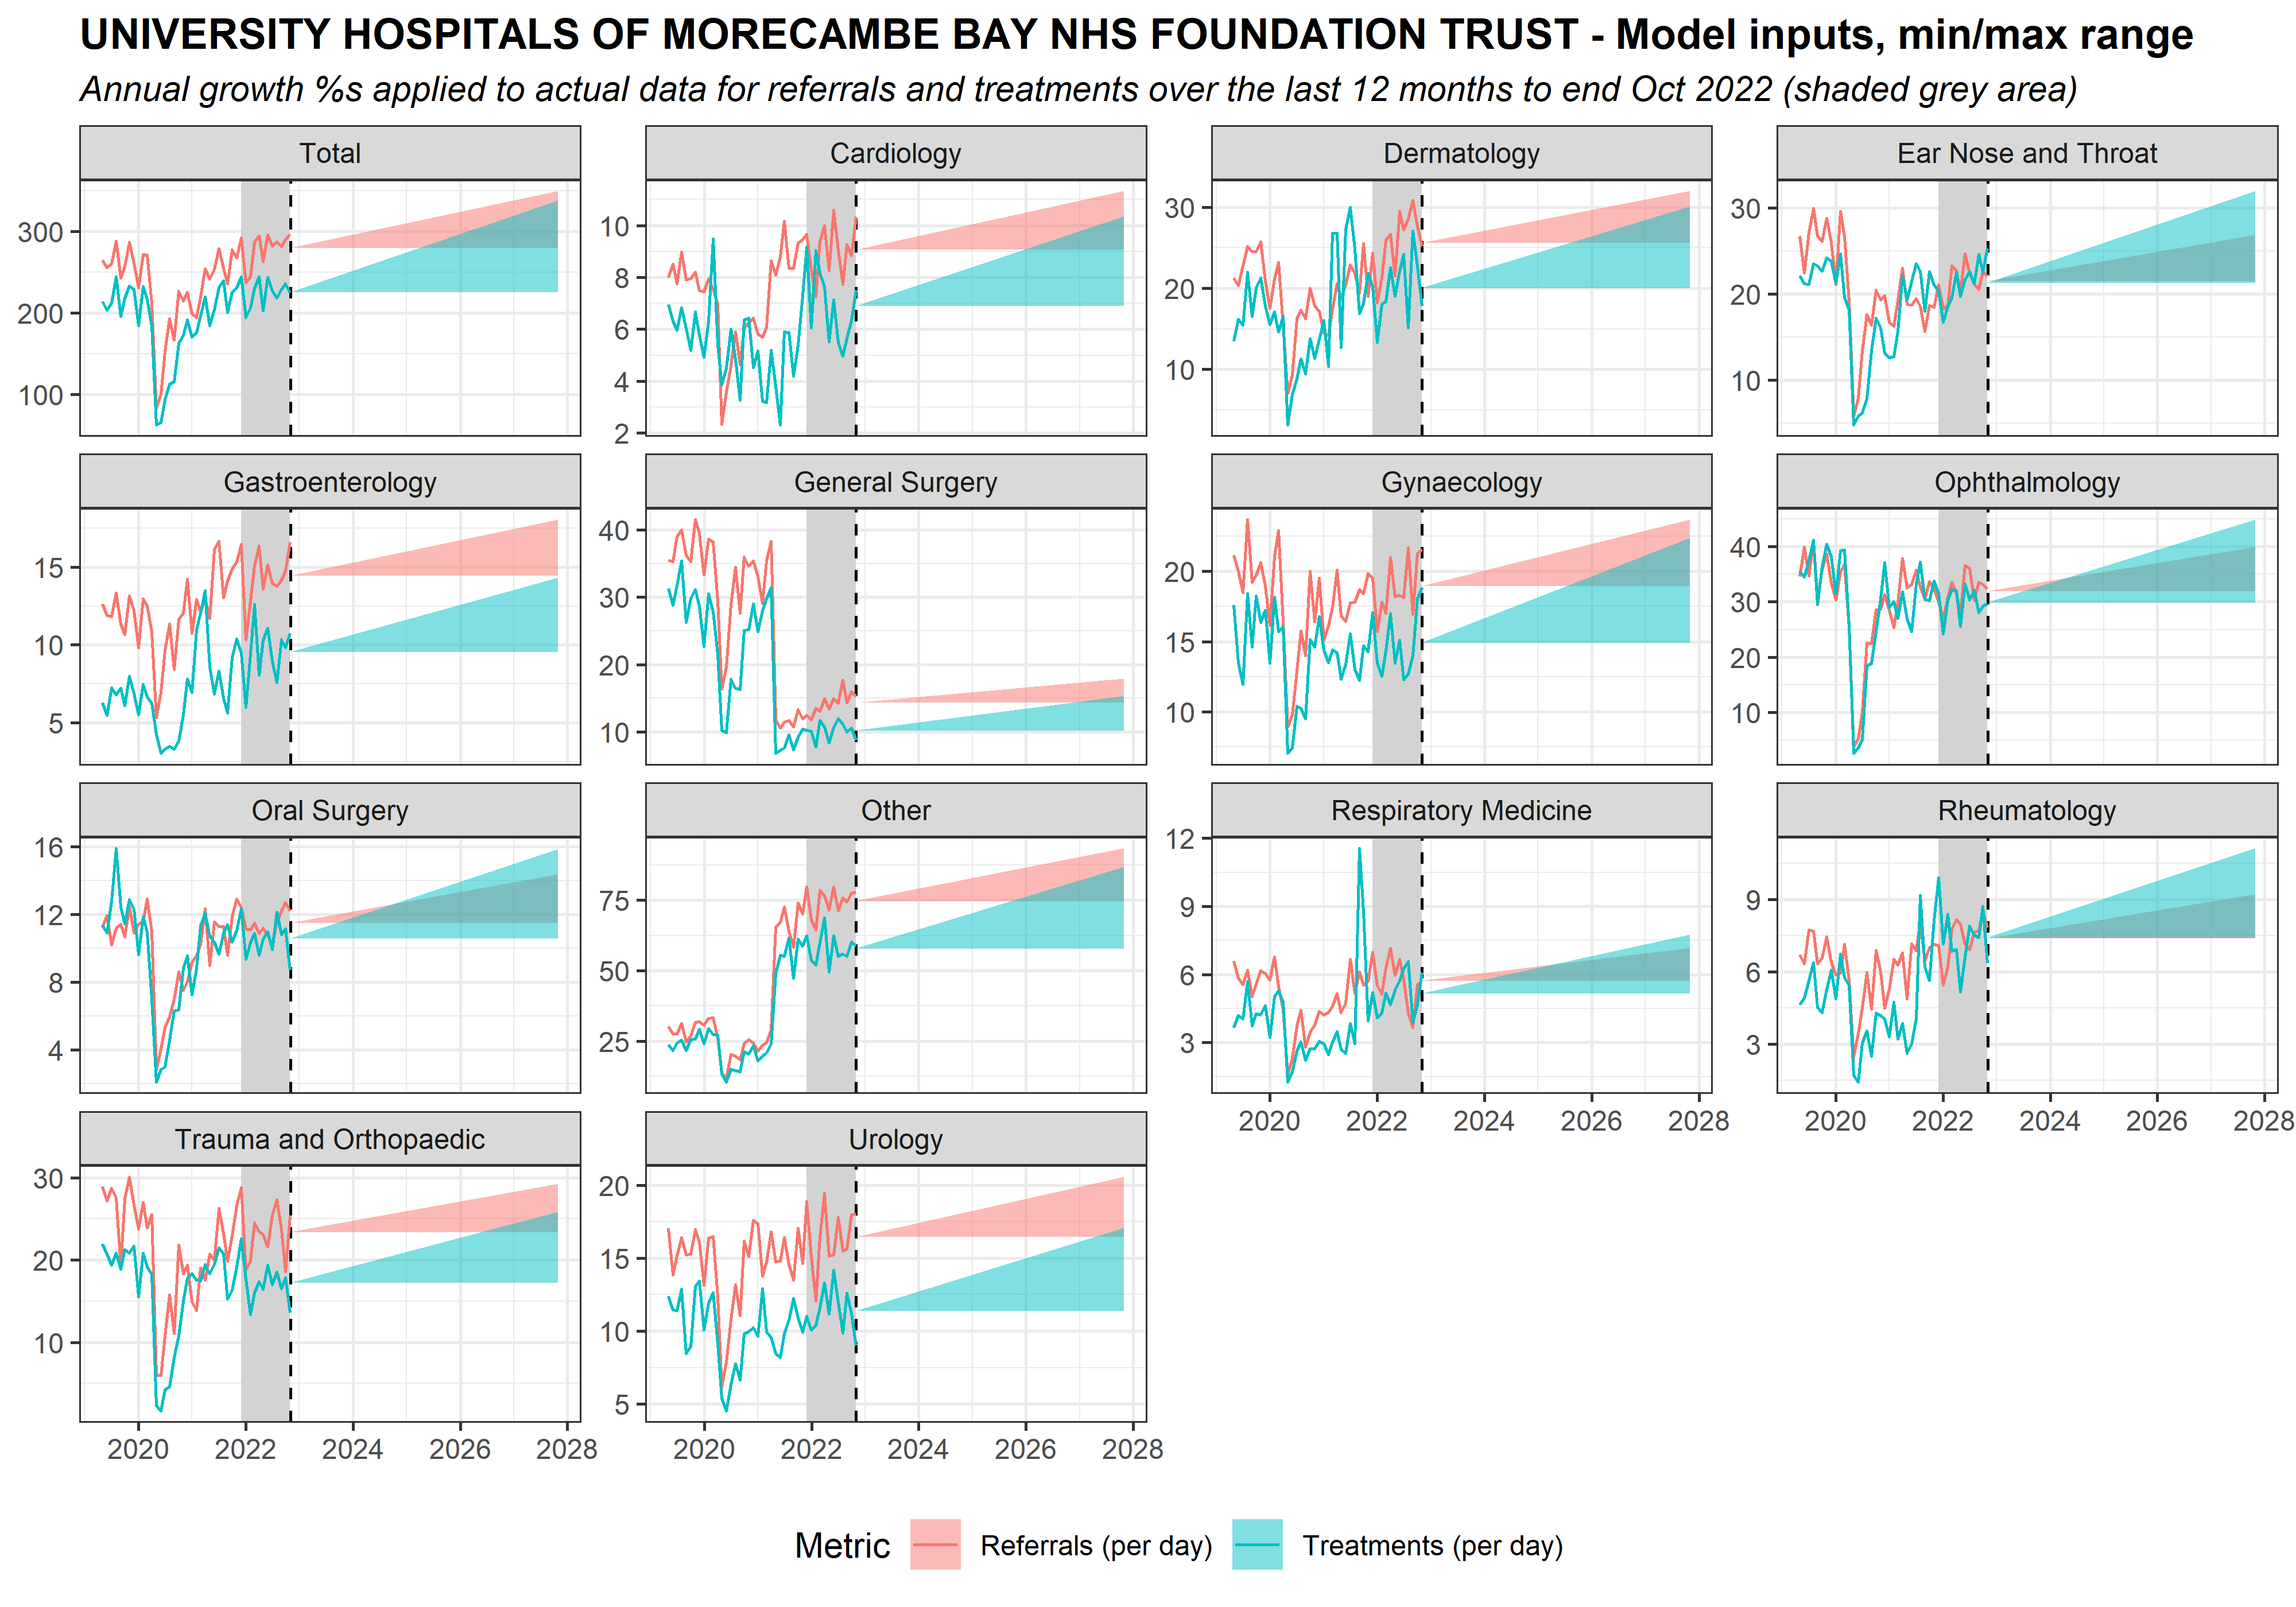 UNIVERSITY HOSPITALS OF MORECAMBE BAY NHS FOUNDATION TRUST - Model inputs, min/max range
Annual growth %s applied to actual data for referrals and treatments over the last 12 months to end Oct 2022 (shaded grey area)
Total
Cardiology
Dermatology
Ear Nose and Throat
300
200
100
10
8
6
4
2
30
20
10
30
20
10
Gastroenterology
General Surgery
Gynaecology
Ophthalmology
15
10
5
40
30
20
10
20
15
10
40
30
20
10
Oral Surgery
Other
Respiratory Medicine
Rheumatology
16
12
8
4
75
50
25
12
9
6
3
9
6
3
2020 2022 2024 2026 2028
2020 2022 2024 2026 2028
Trauma and Orthopaedic
Urology
30
20
10
20
15
10
5
2020 2022 2024 2026 2028
2020 2022 2024 2026 2028
Metric Referrals (per day) Treatments (per day)